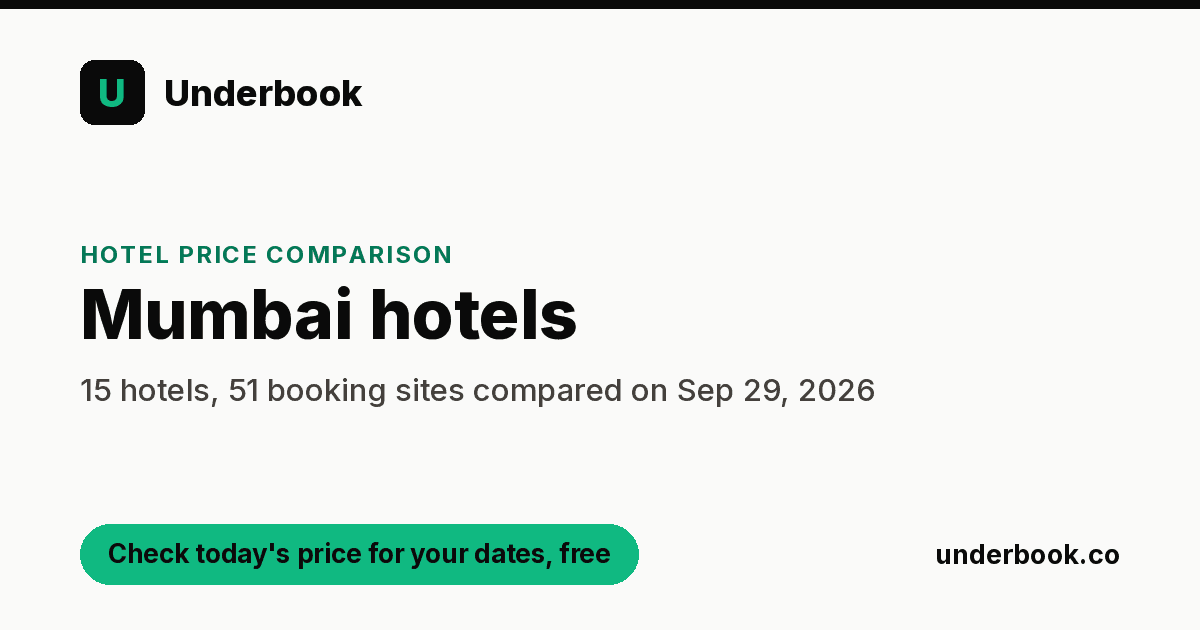 U
Underbook
HOTEL PRICE COMPARISON
Mumbai hotels
15 hotels, 51 booking sites compared on Sep 29, 2026
Check today's price for your dates, free
underbook.co